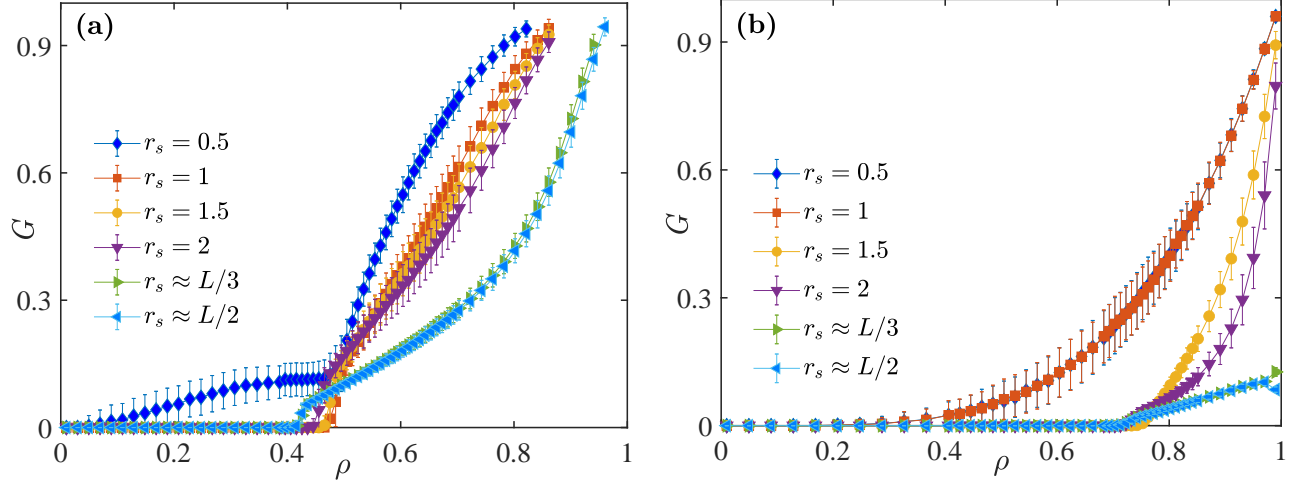 (a)
0.9
0.6
0.3
0
G
r_s = 0.5
r_s = 1
r_s = 1.5
r_s = 2
r_s ≈ L/3
r_s ≈ L/2
0 0.2 0.4 0.6 0.8 1
ρ
(b)
0.9
0.6
0.3
0
G
r_s = 0.5
r_s = 1
r_s = 1.5
r_s = 2
r_s ≈ L/3
r_s ≈ L/2
0 0.2 0.4 0.6 0.8 1
ρ